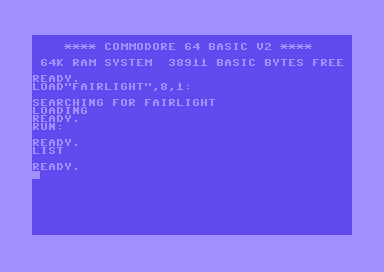 **** COMMODORE 64 BASIC V2 ****
64K RAM SYSTEM  38911 BASIC BYTES FREE
READY.
LOAD"FAIRLIGHT",8,1:
SEARCHING FOR FAIRLIGHT
LOADING
READY.
RUN:
READY.
LIST
READY.